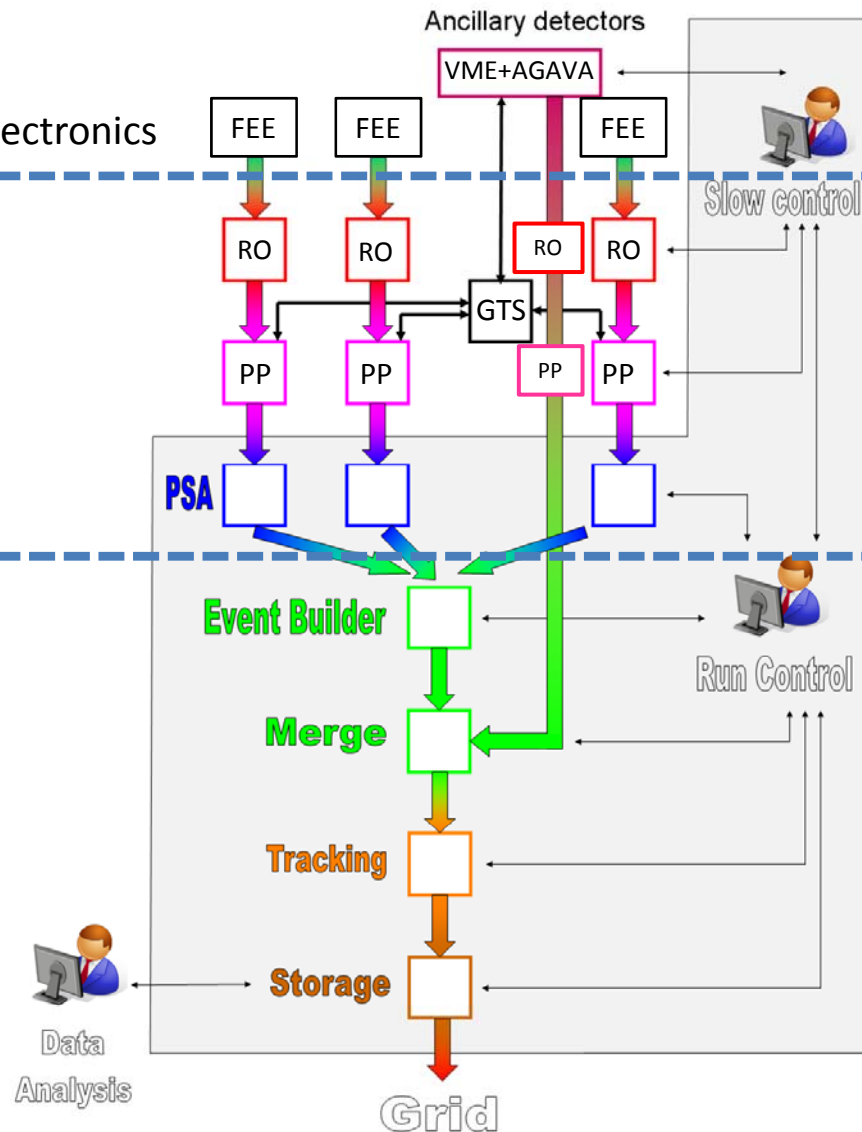 Ancillary detectors
VME+AGAVA
ectronics
FEE
FEE
FEE
Slow control
RO
RO
RO
RO
GTS
PP
PP
PP
PP
PSA
Event Builder
Run Control
Merge
Tracking
Storage
Data
Analysis
Grid